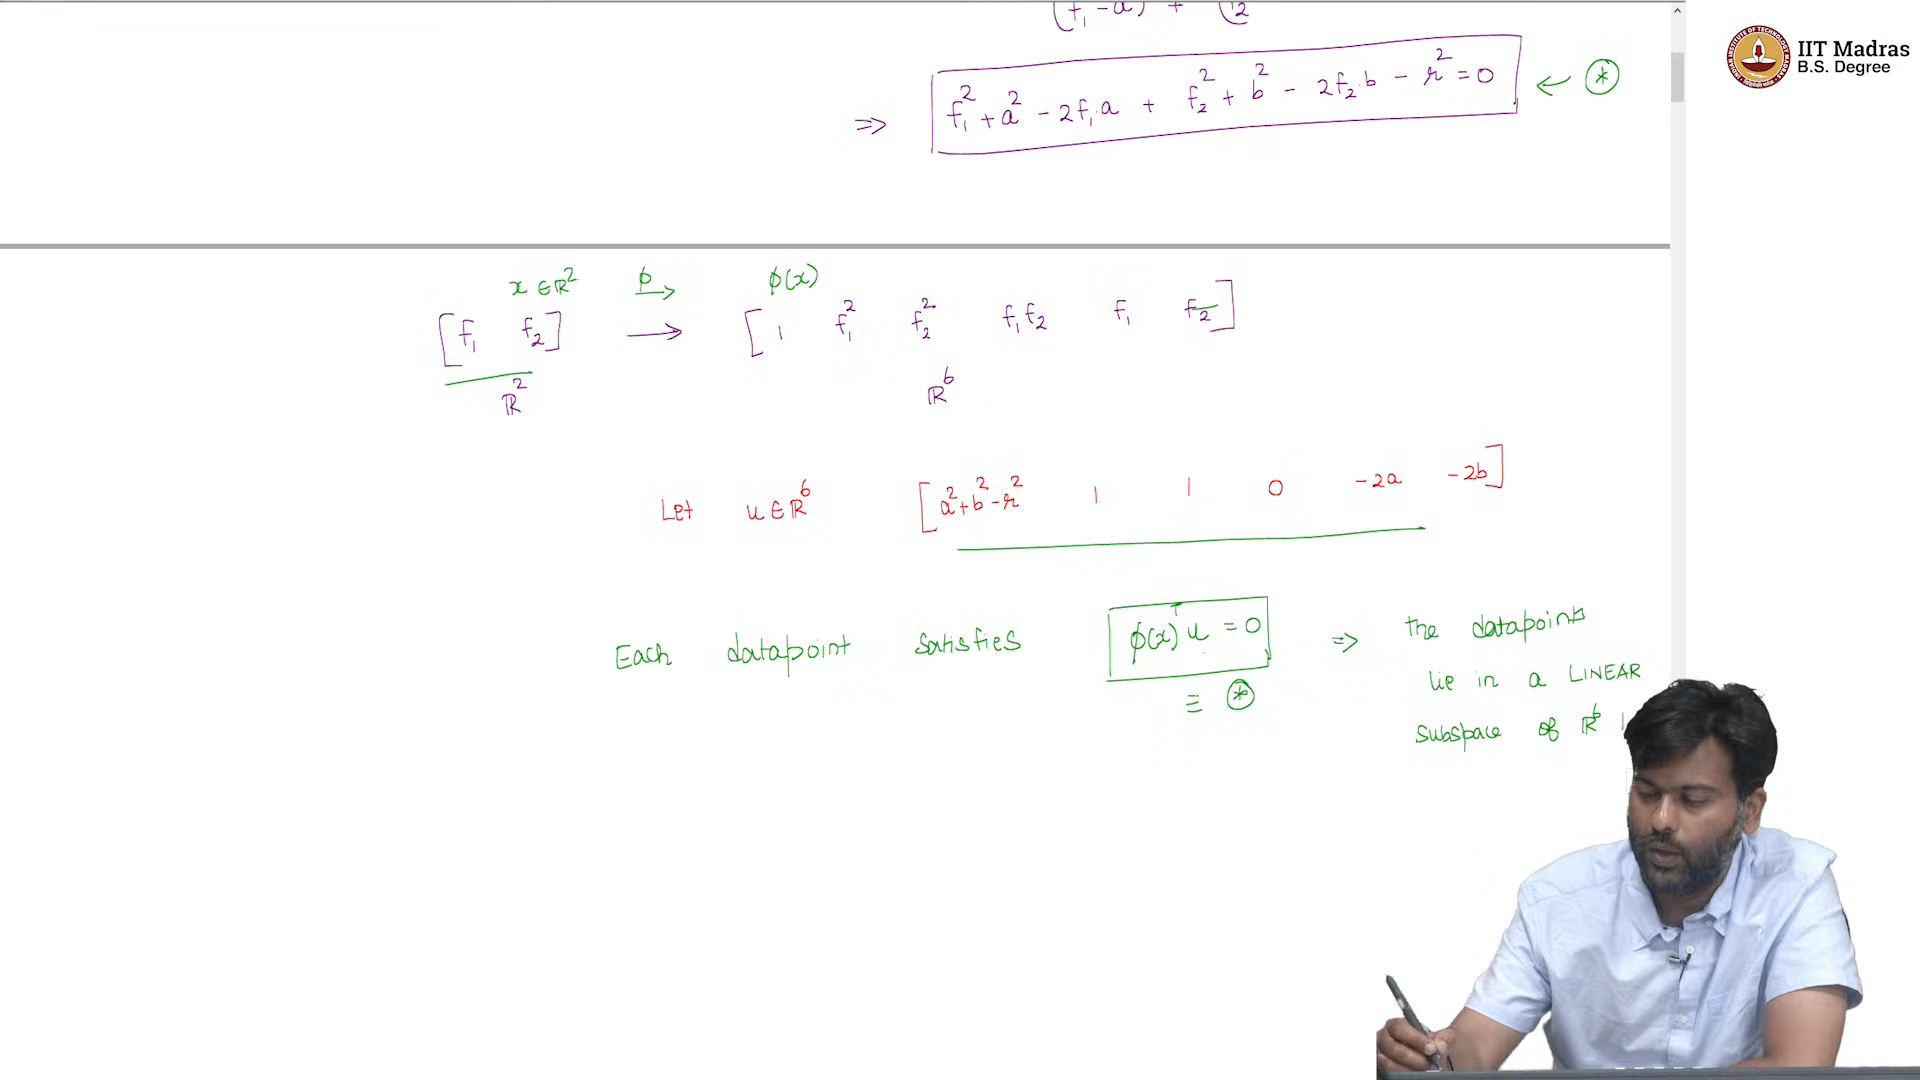 (f₁ - a)² +
⇒ f₁² + a² - 2f₁a + f₂² + b² - 2f₂b - r² = 0 ← *
IIT Madras
B.S. Degree
x ∈ ℝ² ϕ→ ϕ(x)
[f₁ f₂] → [1 f₁² f₂² f₁f₂ f₁ f₂]
ℝ² ℝ⁶
Let u ∈ ℝ⁶ [a²+b²-r² 1 1 0 -2a -2b]
Each datapoint satisfies ϕ(x)ᵀu = 0 ⇒ the datapoints
≡ * lie in a LINEAR
subspace of ℝ⁶